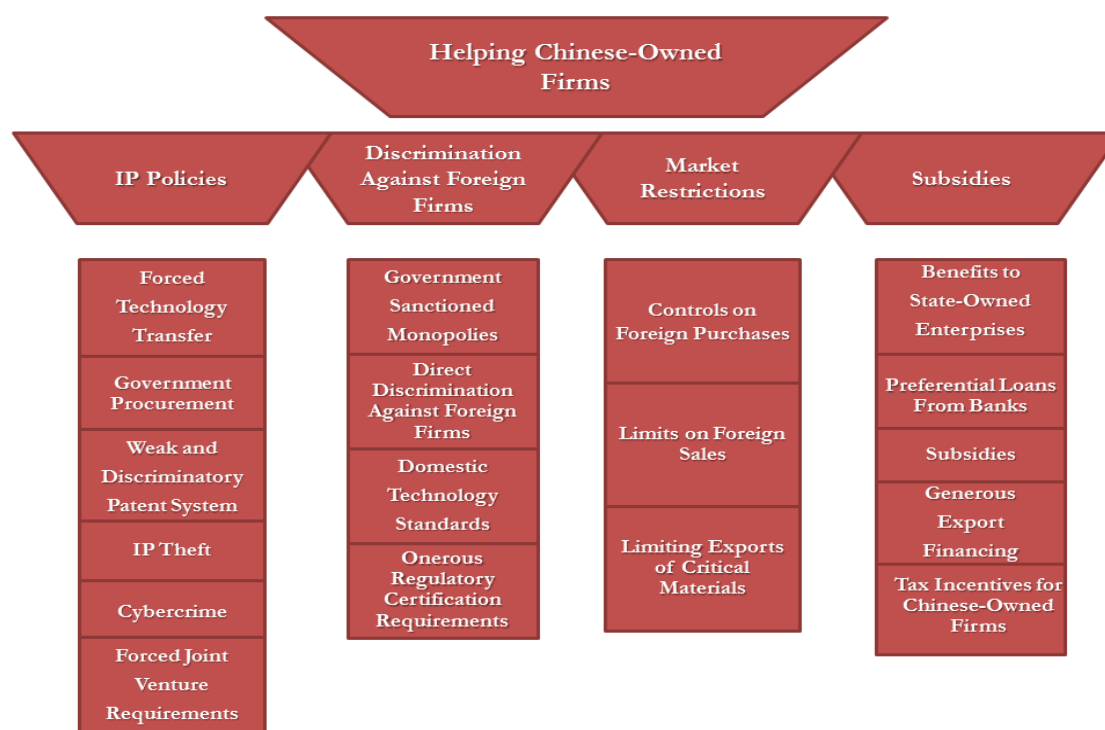 Helping Chinese-Owned
Firms
IP Policies
Discrimination
Against Foreign
Firms
Market
Restrictions
Subsidies
Forced
Technology
Transfer
Government
Procurement
Weak and
Discriminatory
Patent System
IP Theft
Cybercrime
Forced Joint
Venture
Requirements
Government
Sanctioned
Monopolies
Direct
Discrimination
Against Foreign
Firms
Domestic
Technology
Standards
Onerous
Regulatory
Certification
Requirements
Controls on
Foreign Purchases
Limits on Foreign
Sales
Limiting Exports
of Critical
Materials
Benefits to
State-Owned
Enterprises
Preferential Loans
From Banks
Subsidies
Generous
Export
Financing
Tax Incentives for
Chinese-Owned
Firms